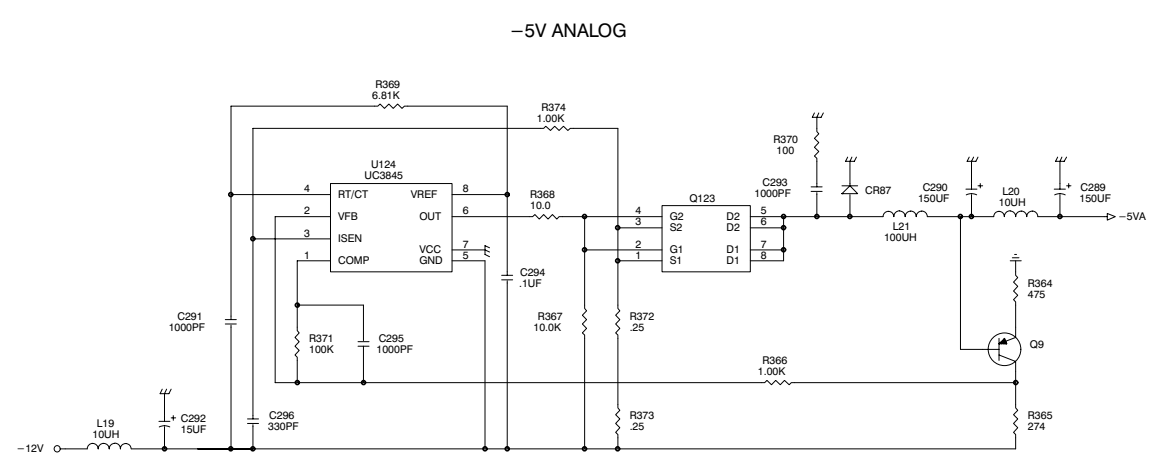 −5V ANALOG
R369
6.81K
R374
1.00K
R370
100
U124
UC3845
4 RT/CT VREF 8
2 VFB OUT 6
3 ISEN
VCC 7
1 COMP GND 5
R368
10.0
Q123
4 G2 D2 5
3 S2 D2 6
2 G1 D1 7
1 S1 D1 8
C293
1000PF
CR87
L21
100UH
C290
150UF
+
L20
10UH
+
C289
150UF
−5VA
C294
.1UF
R364
475
C291
1000PF
R371
100K
C295
1000PF
R367
10.0K
R372
.25
Q9
R366
1.00K
L19
10UH
+
C292
15UF
C296
330PF
R373
.25
R365
274
−12V